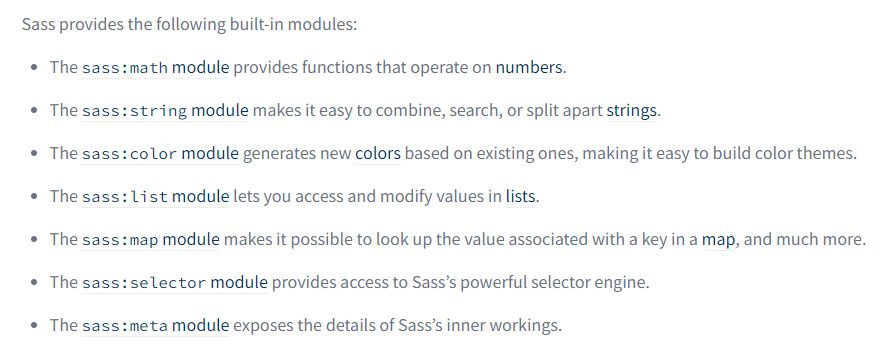 Sass provides the following built-in modules:
• The sass:math module provides functions that operate on numbers.
• The sass:string module makes it easy to combine, search, or split apart strings.
• The sass:color module generates new colors based on existing ones, making it easy to build color themes.
• The sass:list module lets you access and modify values in lists.
• The sass:map module makes it possible to look up the value associated with a key in a map, and much more.
• The sass:selector module provides access to Sass’s powerful selector engine.
• The sass:meta module exposes the details of Sass’s inner workings.